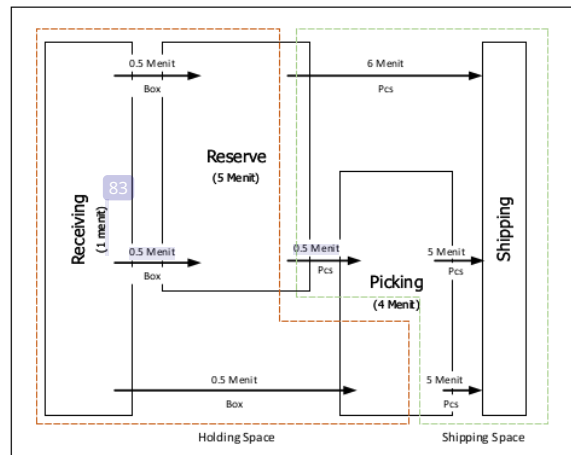 0.5 Menit
Box
6 Menit
Pcs
Reserve
(5 Menit)
83
Receiving
(1 menit)
0.5 Menit
Box
0.5 Menit
Pcs
5 Menit
Pcs
Shipping
Picking
(4 Menit)
0.5 Menit
Box
5 Menit
Pcs
Holding Space
Shipping Space